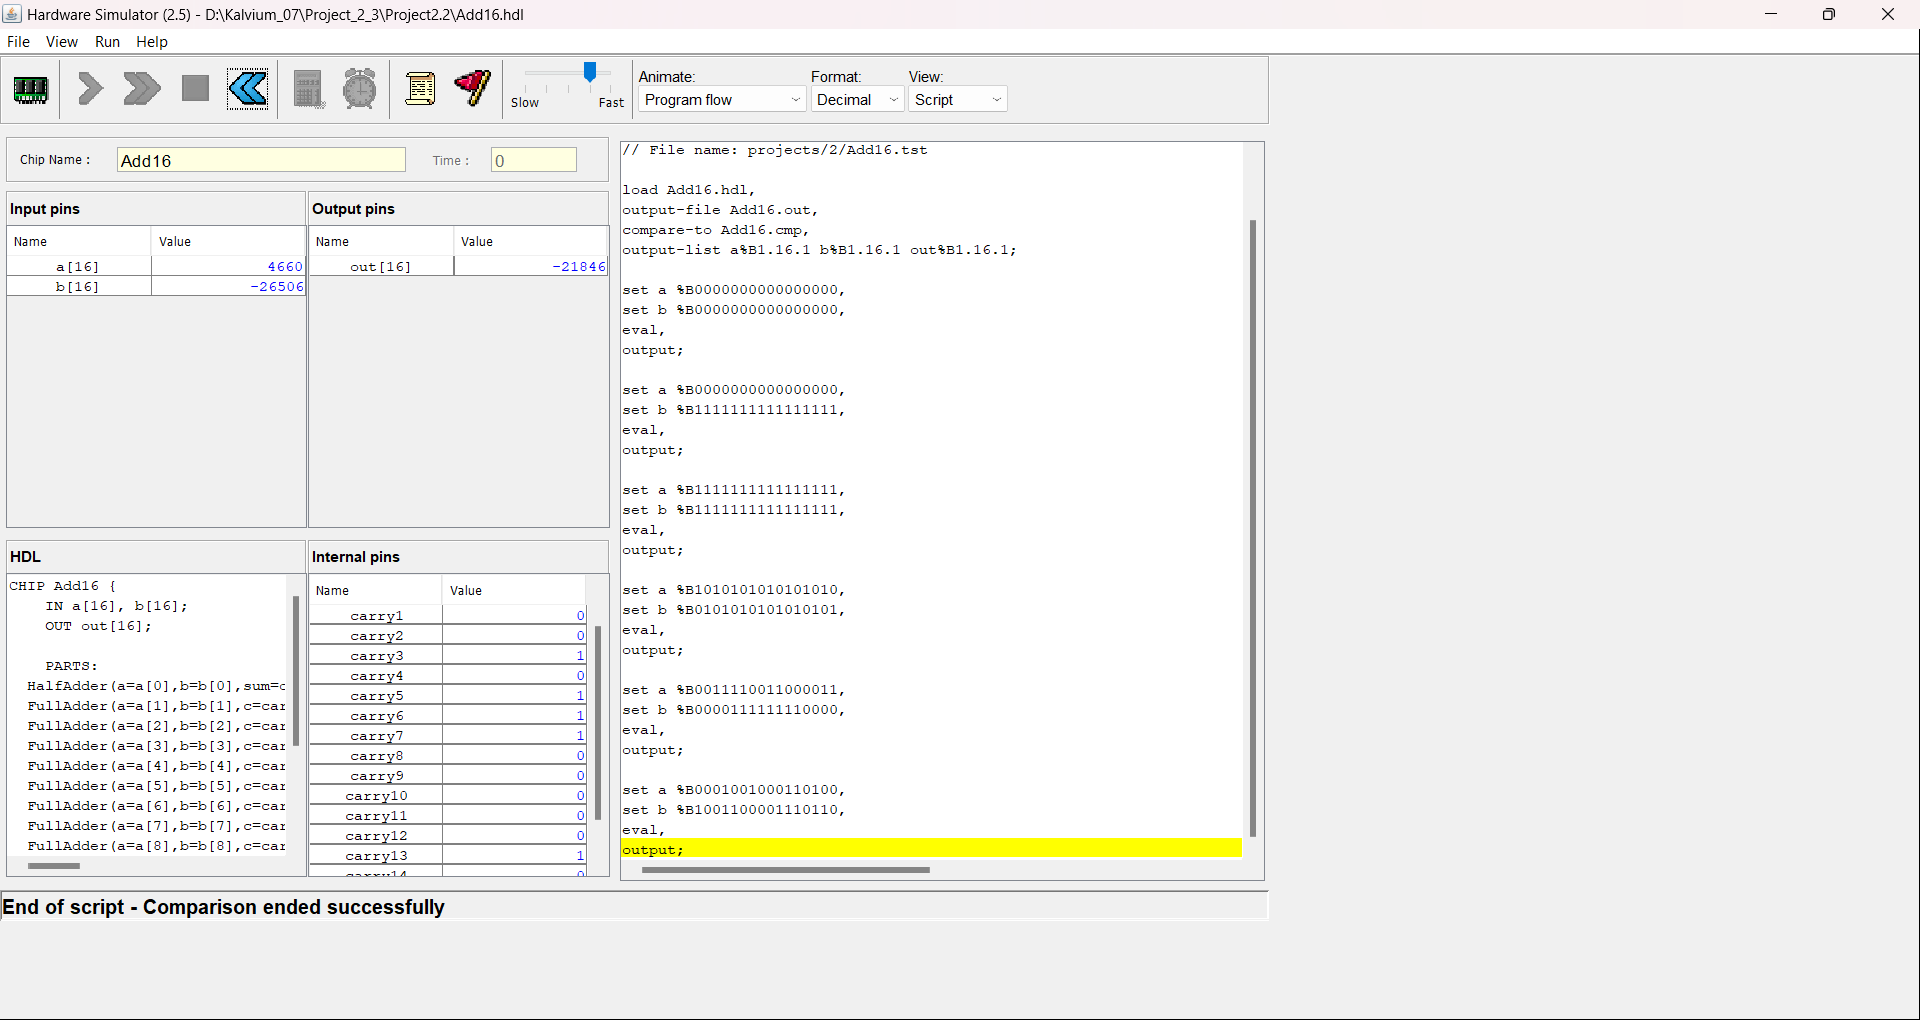 Hardware Simulator (2.5) - D:\Kalvium_07\Project_2_3\Project2.2\Add16.hdl
File View Run Help
Slow Fast
Animate: Format: View:
Program flow Decimal Script
Chip Name : Add16 Time : 0
Input pins
Name Value
a[16] 4660
b[16] -26506
Output pins
Name Value
out[16] -21846
HDL
CHIP Add16 {
IN a[16], b[16];
OUT out[16];
PARTS:
HalfAdder(a=a[0],b=b[0],sum=
FullAdder(a=a[1],b=b[1],c=car
FullAdder(a=a[2],b=b[2],c=car
FullAdder(a=a[3],b=b[3],c=car
FullAdder(a=a[4],b=b[4],c=car
FullAdder(a=a[5],b=b[5],c=car
FullAdder(a=a[6],b=b[6],c=car
FullAdder(a=a[7],b=b[7],c=car
FullAdder(a=a[8],b=b[8],c=car
Internal pins
Name Value
carry1 0
carry2 0
carry3 1
carry4 0
carry5 1
carry6 1
carry7 1
carry8 0
carry9 0
carry10 0
carry11 0
carry12 0
carry13 1
carry14 0
// File name: projects/2/Add16.tst
load Add16.hdl,
output-file Add16.out,
compare-to Add16.cmp,
output-list a%B1.16.1 b%B1.16.1 out%B1.16.1;
set a %B0000000000000000,
set b %B0000000000000000,
eval,
output;
set a %B0000000000000000,
set b %B1111111111111111,
eval,
output;
set a %B1111111111111111,
set b %B1111111111111111,
eval,
output;
set a %B1010101010101010,
set b %B0101010101010101,
eval,
output;
set a %B0011110011000011,
set b %B0000111111110000,
eval,
output;
set a %B0001001000110100,
set b %B1001100001110110,
eval,
output;
End of script - Comparison ended successfully